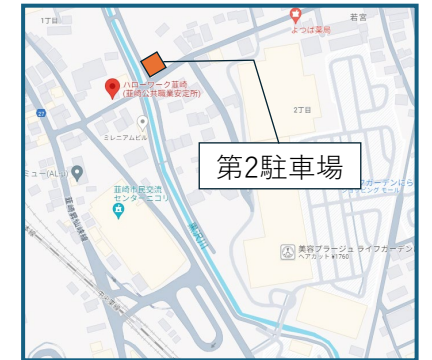 1丁目
若宮
よつば薬局
ハローワーク韮崎
(韮崎公共職業安定所)
27
2丁目
ミレニアムビル
第2駐車場
韮崎市民交流
センターニコリ
美容プラージュ ライフガーデン
ヘアカット ¥1760